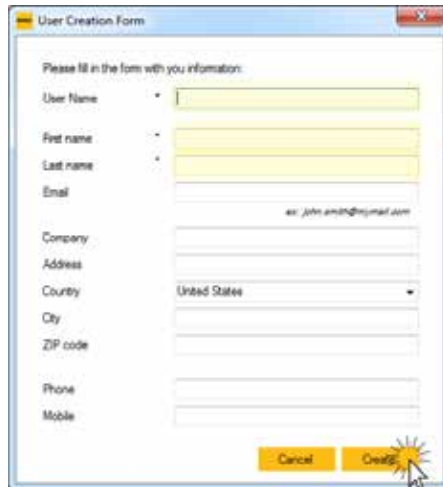 User Creation Form
Please fill in the form with you information:
User Name *
First name *
Last name *
Email
ex: john.smith@mymail.com
Company
Address
Country United States
City
ZIP code
Phone
Mobile
Cancel Create